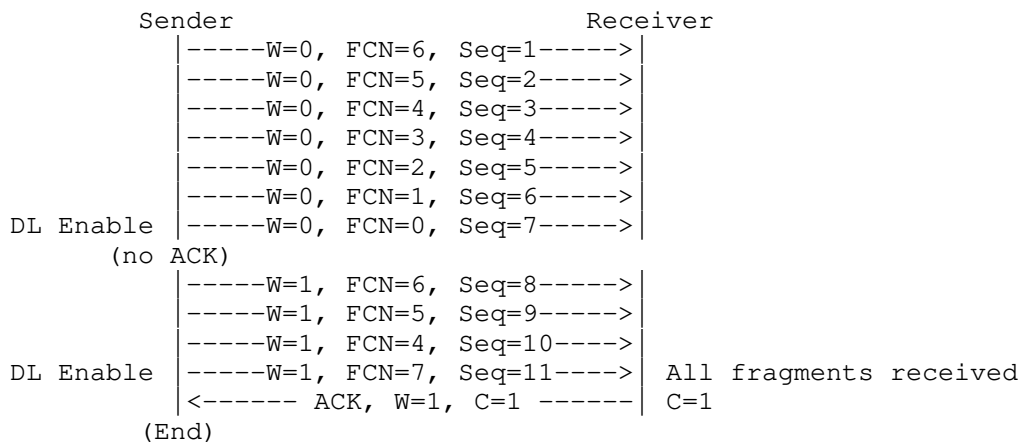 Sender Receiver
|-----W=0, FCN=6, Seq=1----->|
|-----W=0, FCN=5, Seq=2----->|
|-----W=0, FCN=4, Seq=3----->|
|-----W=0, FCN=3, Seq=4----->|
|-----W=0, FCN=2, Seq=5----->|
|-----W=0, FCN=1, Seq=6----->|
DL Enable |-----W=0, FCN=0, Seq=7----->|
(no ACK)
|-----W=1, FCN=6, Seq=8----->|
|-----W=1, FCN=5, Seq=9----->|
|-----W=1, FCN=4, Seq=10---->|
DL Enable |-----W=1, FCN=7, Seq=11---->| All fragments received
|<------ ACK, W=1, C=1 ------| C=1
(End)